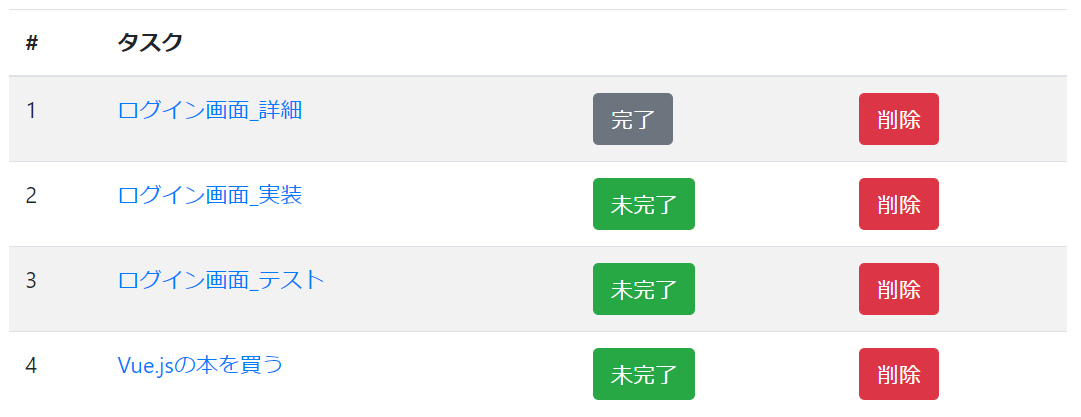 # タスク
1 ログイン画面_詳細 完了 削除
2 ログイン画面_実装 未完了 削除
3 ログイン画面_テスト 未完了 削除
4 Vue.jsの本を買う 未完了 削除